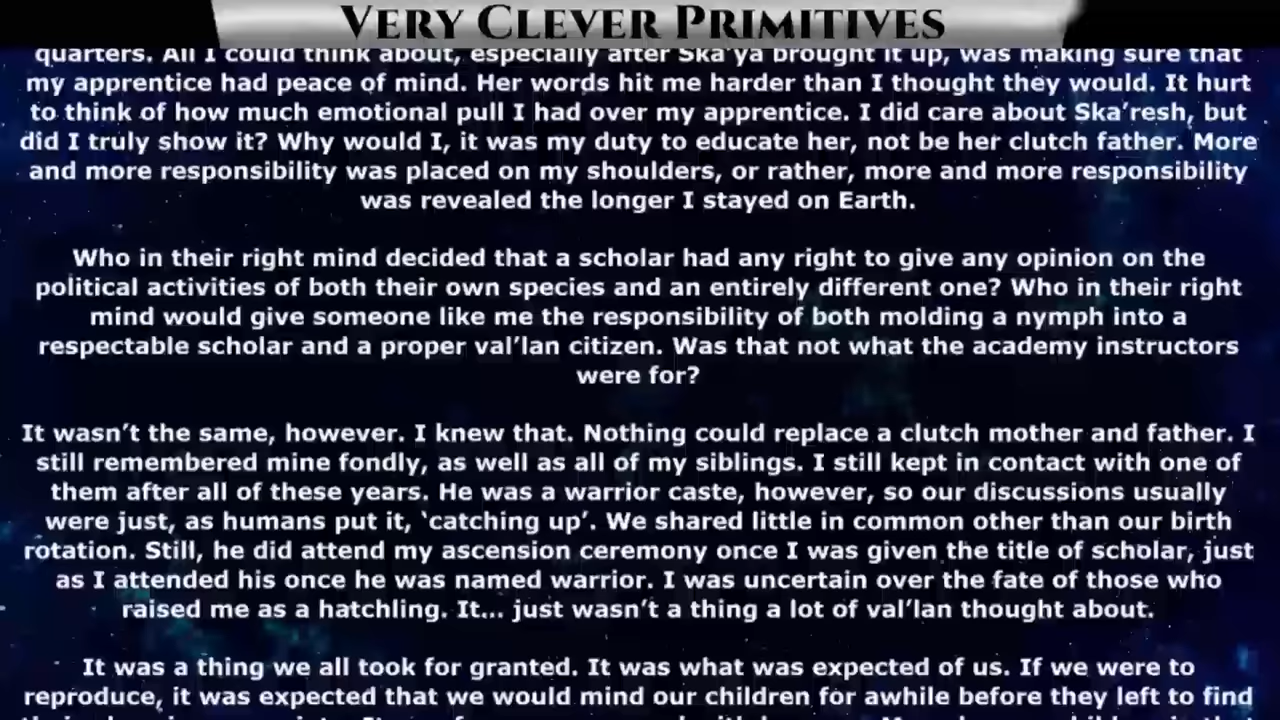 VERY CLEVER PRIMITIVES
quarters. All I could think about, especially after Ska’ya brought it up, was making sure that
my apprentice had peace of mind. Her words hit me harder than I thought they would. It hurt
to think of how much emotional pull I had over my apprentice. I did care about Ska’resh, but
did I truly show it? Why would I, it was my duty to educate her, not be her clutch father. More
and more responsibility was placed on my shoulders, or rather, more and more responsibility
was revealed the longer I stayed on Earth.
Who in their right mind decided that a scholar had any right to give any opinion on the
political activities of both their own species and an entirely different one? Who in their right
mind would give someone like me the responsibility of both molding a nymph into a
respectable scholar and a proper val’lan citizen. Was that not what the academy instructors
were for?
It wasn’t the same, however. I knew that. Nothing could replace a clutch mother and father. I
still remembered mine fondly, as well as all of my siblings. I still kept in contact with one of
them after all of these years. He was a warrior caste, however, so our discussions usually
were just, as humans put it, ‘catching up’. We shared little in common other than our birth
rotation. Still, he did attend my ascension ceremony once I was given the title of scholar, just
as I attended his once he was named warrior. I was uncertain over the fate of those who
raised me as a hatchling. It... just wasn’t a thing a lot of val’lan thought about.
It was a thing we all took for granted. It was what was expected of us. If we were to
reproduce, it was expected that we would mind our children for awhile before they left to find